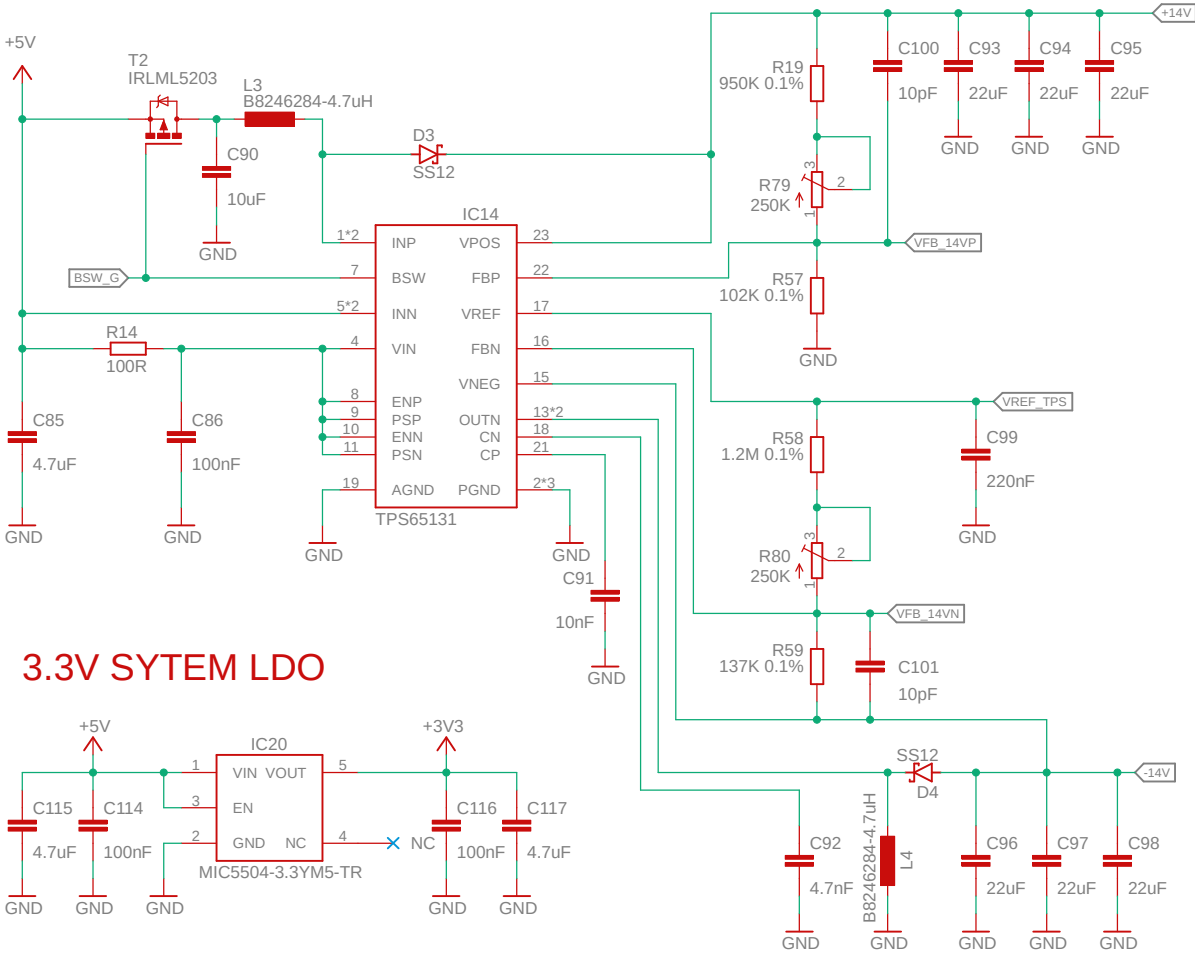 +5V
T2
IRLML5203
L3
B8246284-4.7uH
C90
10uF
GND
D3
SS12
+14V
R19
950K 0.1%
C100
10pF
C93
22uF
GND
C94
22uF
GND
C95
22uF
GND
3
R79
250K
2
1
VFB_14VP
R57
102K 0.1%
GND
BSW_G
IC14
1*2 INP VPOS 23
7 BSW FBP 22
5*2 INN VREF 17
4 VIN FBN 16
VNEG 15
8 ENP
9 PSP OUTN 13*2
10 ENN CN 18
11 PSN CP 21
19 AGND PGND 2*3
TPS65131
GND
GND
R14
100R
C85
4.7uF
GND
C86
100nF
GND
C91
10nF
GND
VREF_TPS
R58
1.2M 0.1%
C99
220nF
GND
3
R80
250K
2
1
VFB_14VN
R59
137K 0.1%
C101
10pF
SS12
D4
-14V
C92
4.7nF
GND
B8246284-4.7uH
L4
GND
C96
22uF
GND
C97
22uF
GND
C98
22uF
GND
3.3V SYTEM LDO
+5V
+3V3
IC20
1 VIN VOUT 5
3 EN
2 GND NC 4
NC
MIC5504-3.3YM5-TR
C115
4.7uF
GND
C114
100nF
GND
GND
C116
100nF
GND
C117
4.7uF
GND